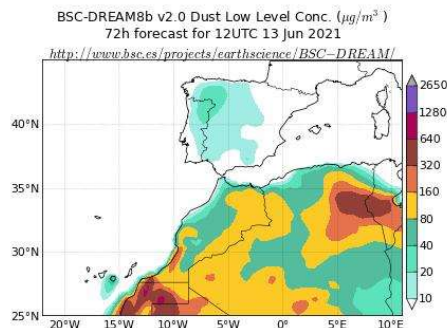 BSC-DREAM8b v2.0 Dust Low Level Conc. (μg/m³ )
72h forecast for 12UTC 13 Jun 2021
http://www.bsc.es/projects/earthscience/BSC−DREAM/
2650
1280
640
320
160
80
40
20
10
40°N
35°N
30°N
25°N
20°W
15°W
10°W
5°W
0°
5°E
10°E